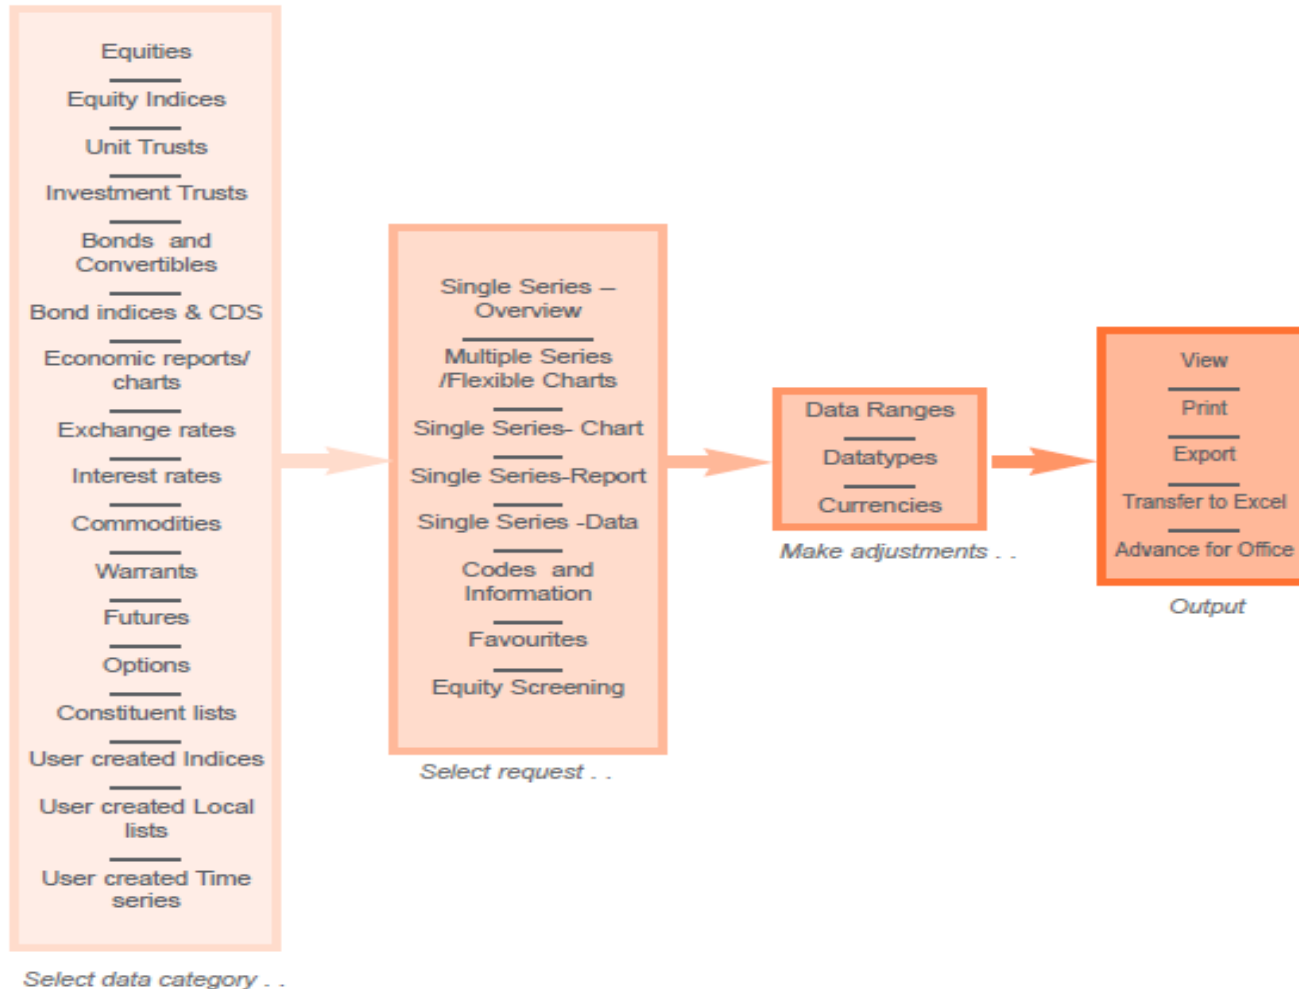 Equities
Equity Indices
Unit Trusts
Investment Trusts
Bonds and
Convertibles
Bond indices & CDS
Economic reports/
charts
Exchange rates
Interest rates
Commodities
Warrants
Futures
Options
Constituent lists
User created Indices
User created Local
lists
User created Time
series
Select data category . .
Single Series –
Overview
Multiple Series
/Flexible Charts
Single Series- Chart
Single Series-Report
Single Series -Data
Codes and
Information
Favourites
Equity Screening
Select request . .
Data Ranges
Datatypes
Currencies
Make adjustments . .
View
Print
Export
Transfer to Excel
Advance for Office
Output